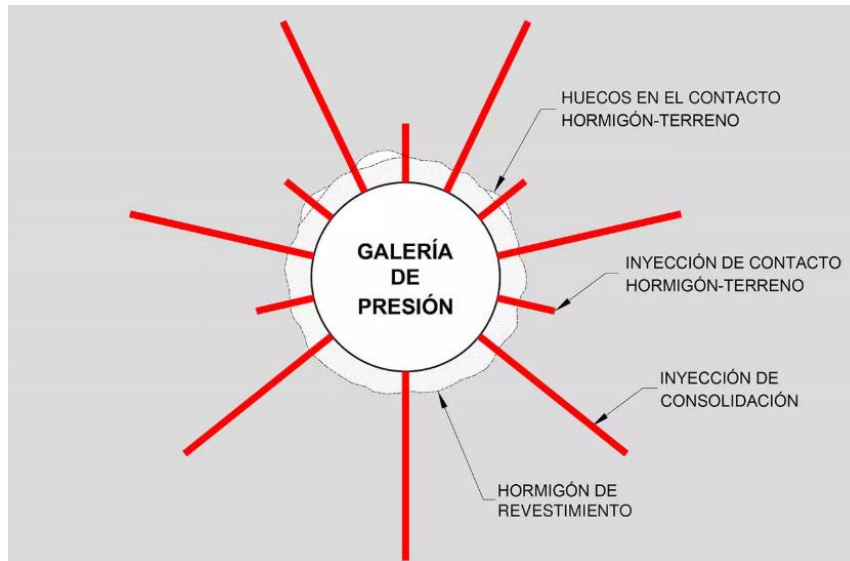 HUECOS EN EL CONTACTO
HORMIGÓN-TERRENO
GALERÍA
DE
PRESIÓN
INYECCIÓN DE CONTACTO
HORMIGÓN-TERRENO
INYECCIÓN DE
CONSOLIDACIÓN
HORMIGÓN DE
REVESTIMIENTO